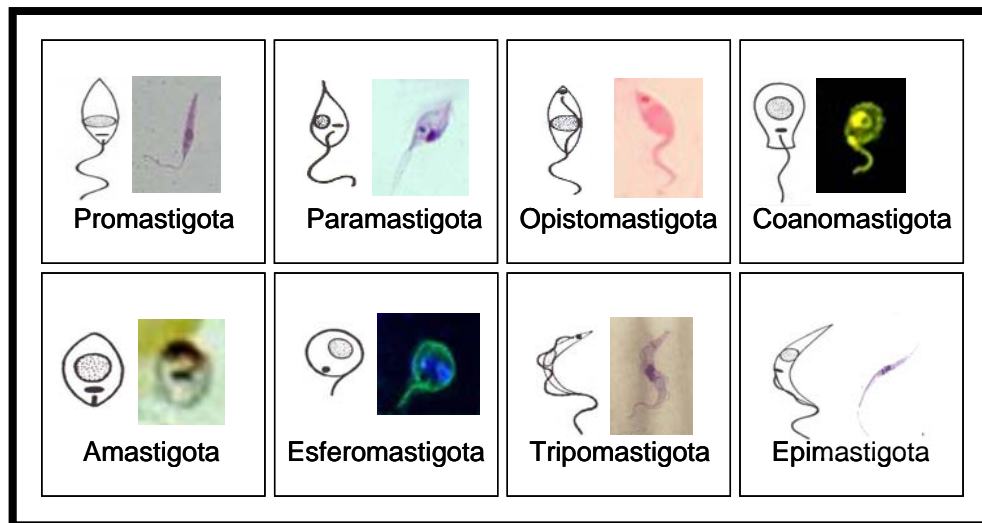 Promastigota
Paramastigota
Opistomastigota
Coanomastigota
Amastigota
Esferomastigota
Tripomastigota
Epimastigota